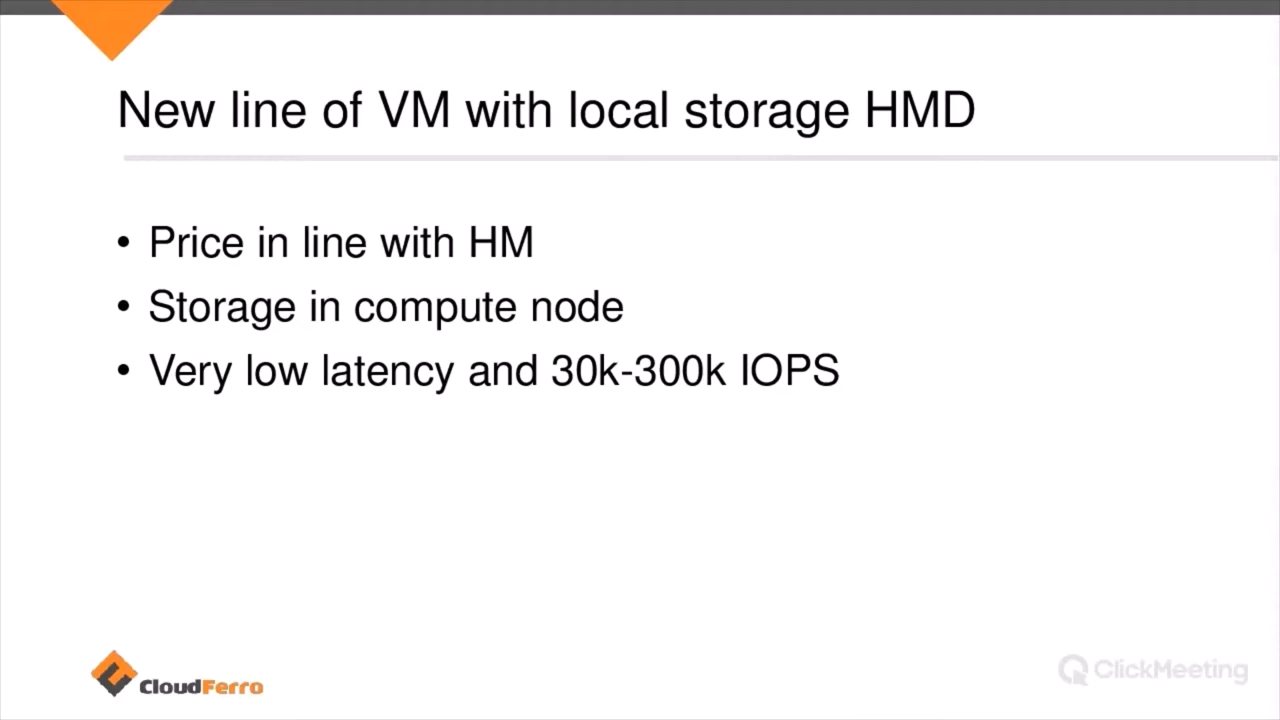 New line of VM with local storage HMD
• Price in line with HM
• Storage in compute node
• Very low latency and 30k-300k IOPS
CloudFerro
ClickMeeting